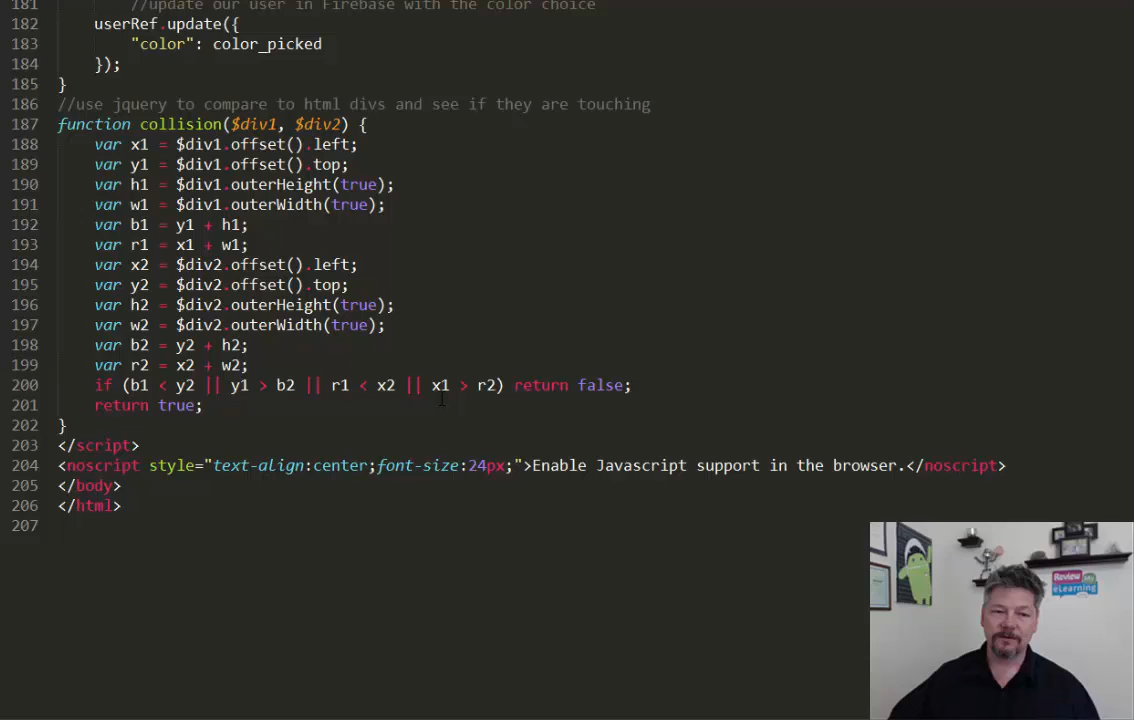 181 //update our user in Firebase with the color choice
182 userRef.update({
183 "color": color_picked
184 });
185 }
186 //use jquery to compare to html divs and see if they are touching
187 function collision($div1, $div2) {
188 var x1 = $div1.offset().left;
189 var y1 = $div1.offset().top;
190 var h1 = $div1.outerHeight(true);
191 var w1 = $div1.outerWidth(true);
192 var b1 = y1 + h1;
193 var r1 = x1 + w1;
194 var x2 = $div2.offset().left;
195 var y2 = $div2.offset().top;
196 var h2 = $div2.outerHeight(true);
197 var w2 = $div2.outerWidth(true);
198 var b2 = y2 + h2;
199 var r2 = x2 + w2;
200 if (b1 < y2 || y1 > b2 || r1 < x2 || x1 > r2) return false;
201 return true;
202 }
203 </script>
204 <noscript style="text-align:center;font-size:24px;">Enable Javascript support in the browser.</noscript>
205 </body>
206 </html>
207
Review My
eLearning